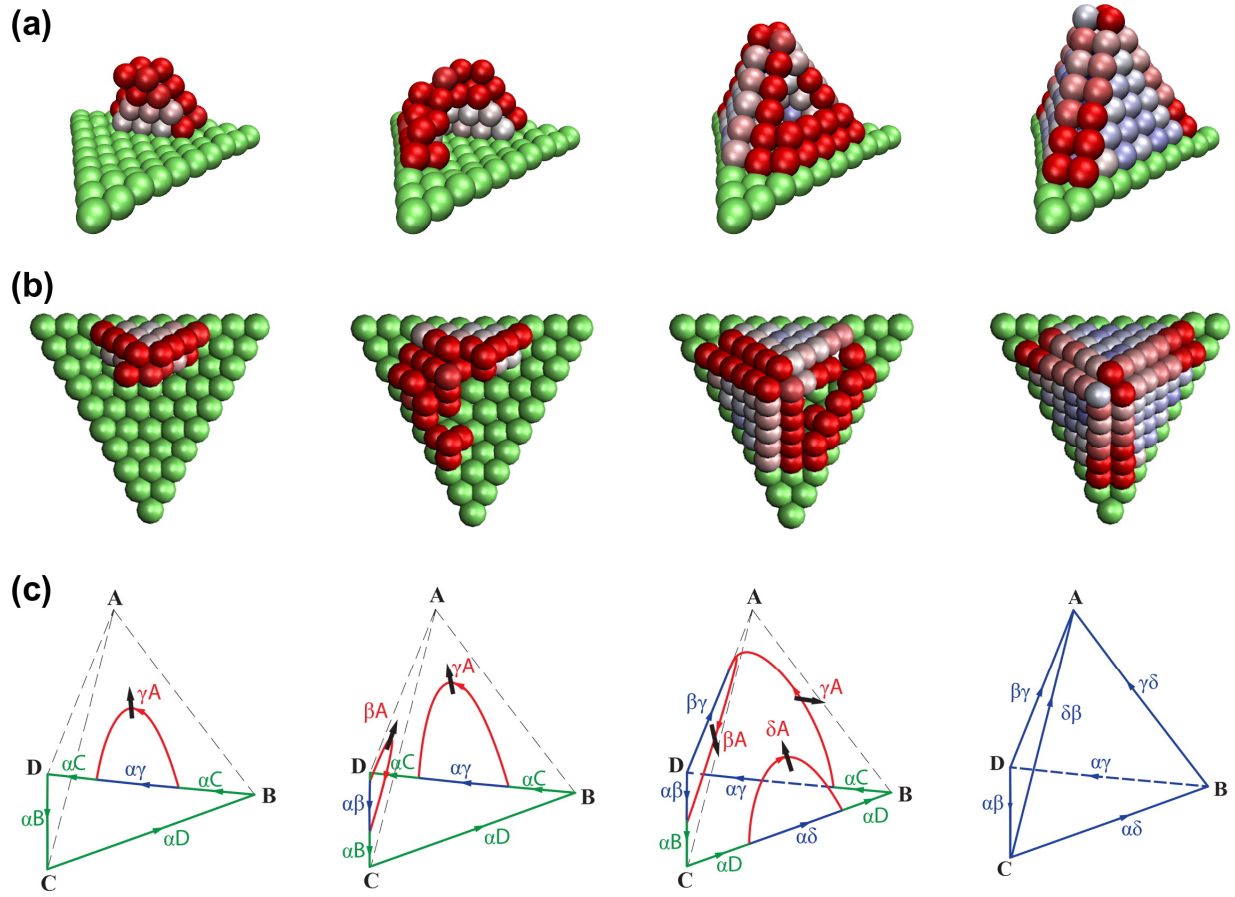 (a)
(b)
(c)
A
γA
D
αC
αγ
αC
B
αB
αD
C
A
γA
βA
D
αC
αγ
αC
B
αβ
αB
αD
C
A
βγ
γA
δA
βA
D
αC
B
αβ
αγ
αB
αδ
αD
αD
C
A
βγ
γδ
δβ
D
αγ
B
αβ
αδ
C